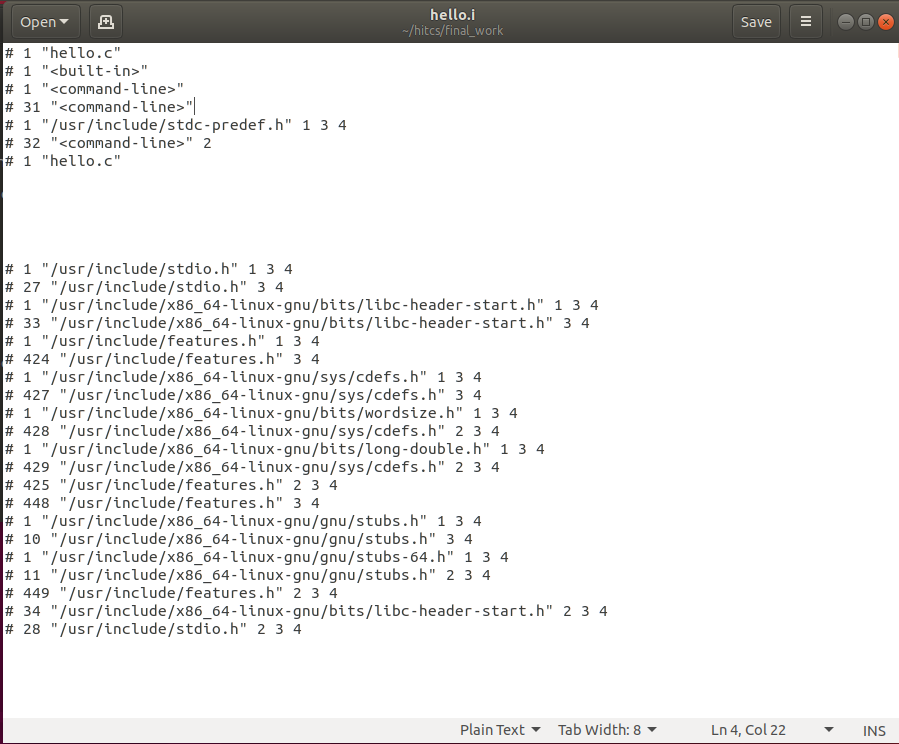 Open
hello.i
~/hitcs/final_work
Save
# 1 "hello.c"
# 1 "<built-in>"
# 1 "<command-line>"
# 31 "<command-line>"
# 1 "/usr/include/stdc-predef.h" 1 3 4
# 32 "<command-line>" 2
# 1 "hello.c"
# 1 "/usr/include/stdio.h" 1 3 4
# 27 "/usr/include/stdio.h" 3 4
# 1 "/usr/include/x86_64-linux-gnu/bits/libc-header-start.h" 1 3 4
# 33 "/usr/include/x86_64-linux-gnu/bits/libc-header-start.h" 3 4
# 1 "/usr/include/features.h" 1 3 4
# 424 "/usr/include/features.h" 3 4
# 1 "/usr/include/x86_64-linux-gnu/sys/cdefs.h" 1 3 4
# 427 "/usr/include/x86_64-linux-gnu/sys/cdefs.h" 3 4
# 1 "/usr/include/x86_64-linux-gnu/bits/wordsize.h" 1 3 4
# 428 "/usr/include/x86_64-linux-gnu/sys/cdefs.h" 2 3 4
# 1 "/usr/include/x86_64-linux-gnu/bits/long-double.h" 1 3 4
# 429 "/usr/include/x86_64-linux-gnu/sys/cdefs.h" 2 3 4
# 425 "/usr/include/features.h" 2 3 4
# 448 "/usr/include/features.h" 3 4
# 1 "/usr/include/x86_64-linux-gnu/gnu/stubs.h" 1 3 4
# 10 "/usr/include/x86_64-linux-gnu/gnu/stubs.h" 3 4
# 1 "/usr/include/x86_64-linux-gnu/gnu/stubs-64.h" 1 3 4
# 11 "/usr/include/x86_64-linux-gnu/gnu/stubs.h" 2 3 4
# 449 "/usr/include/features.h" 2 3 4
# 34 "/usr/include/x86_64-linux-gnu/bits/libc-header-start.h" 2 3 4
# 28 "/usr/include/stdio.h" 2 3 4
Plain Text Tab Width: 8 Ln 4, Col 22 INS